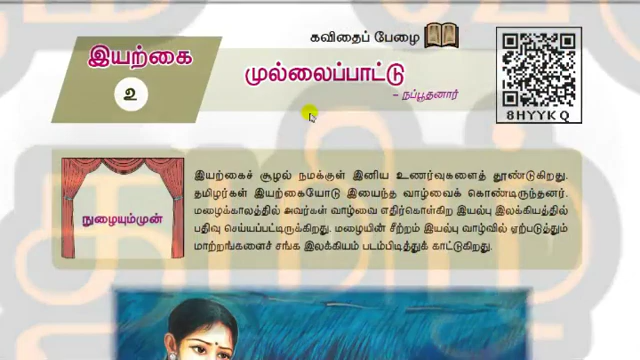 கவிதைப் பேழை
இயற்கை
உ
முல்லைப்பாட்டு
– நப்பூதனார்
8HYYKQ
நுழையும்முன்
இயற்கைச் சூழல் நமக்குள் இனிய உணர்வுகளைத் தூண்டுகிறது.
தமிழர்கள் இயற்கையோடு இயைந்த வாழ்வைக் கொண்டிருந்தனர்.
மழைக்காலத்தில் அவர்கள் வாழ்வை எதிர்கொள்கிற இயல்பு இலக்கியத்தில்
பதிவு செய்யப்பட்டிருக்கிறது. மழையின் சீற்றம் இயல்பு வாழ்வில் ஏற்படுத்தும்
மாற்றங்களைச் சங்க இலக்கியம் படம்பிடித்துக் காட்டுகிறது.